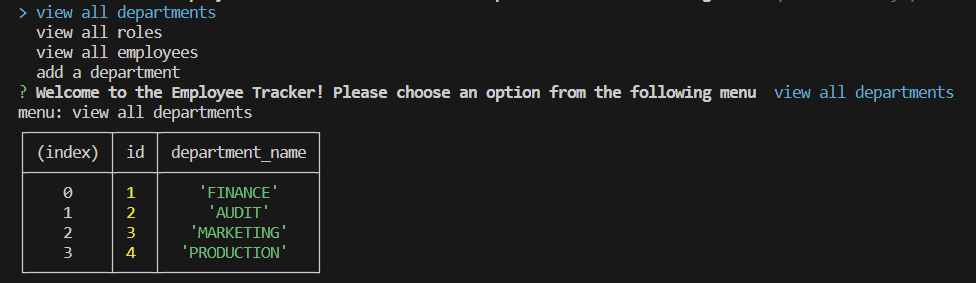 > view all departments
view all roles
view all employees
add a department
? Welcome to the Employee Tracker! Please choose an option from the following menu view all departments
menu: view all departments
(index) id department_name
0 1 'FINANCE'
1 2 'AUDIT'
2 3 'MARKETING'
3 4 'PRODUCTION'